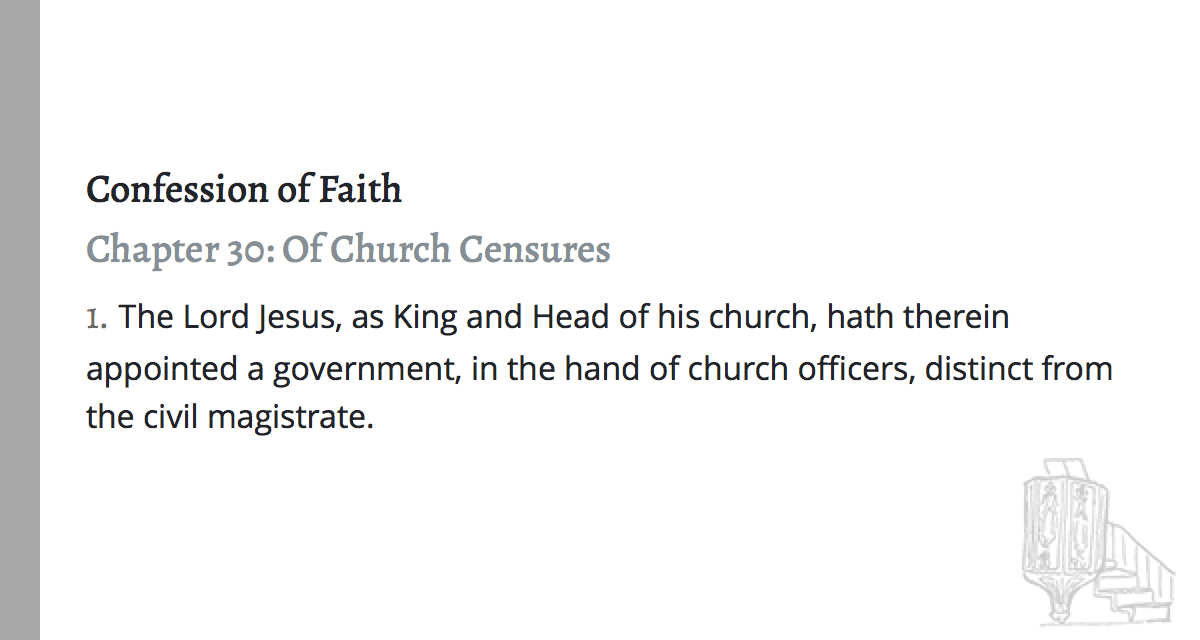 Confession of Faith
Chapter 30: Of Church Censures
1. The Lord Jesus, as King and Head of his church, hath therein
appointed a government, in the hand of church officers, distinct from
the civil magistrate.